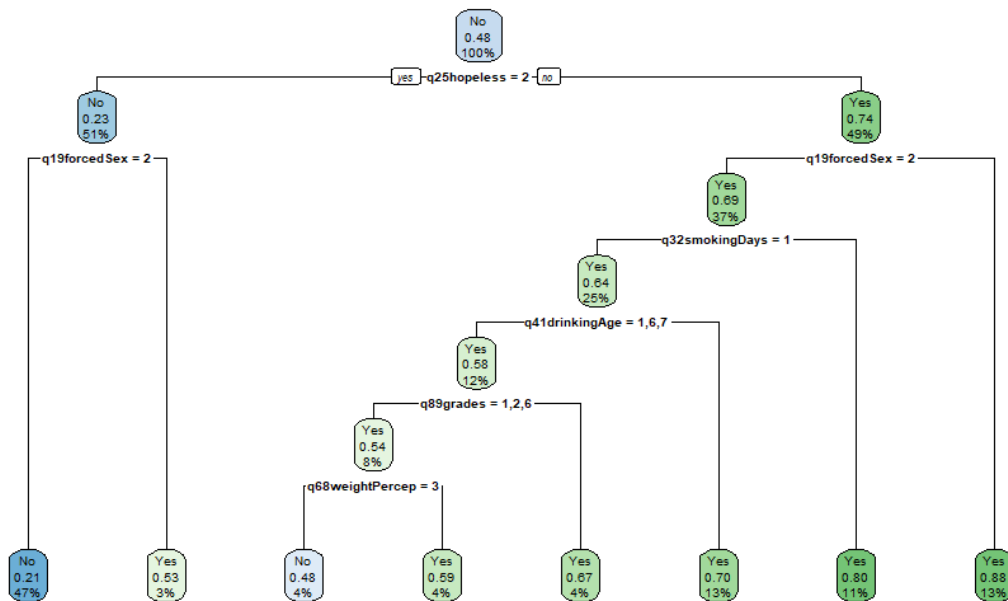 No
0.48
100%
yes q25hopeless = 2 no
No
0.23
51%
Yes
0.74
49%
q19forcedSex = 2
q19forcedSex = 2
Yes
0.69
37%
q32smokingDays = 1
Yes
0.64
25%
q41drinkingAge = 1,6,7
Yes
0.58
12%
q89grades = 1,2,6
Yes
0.54
8%
q68weightPercep = 3
No
0.21
47%
Yes
0.53
3%
No
0.48
4%
Yes
0.59
4%
Yes
0.67
4%
Yes
0.70
13%
Yes
0.80
11%
Yes
0.88
13%